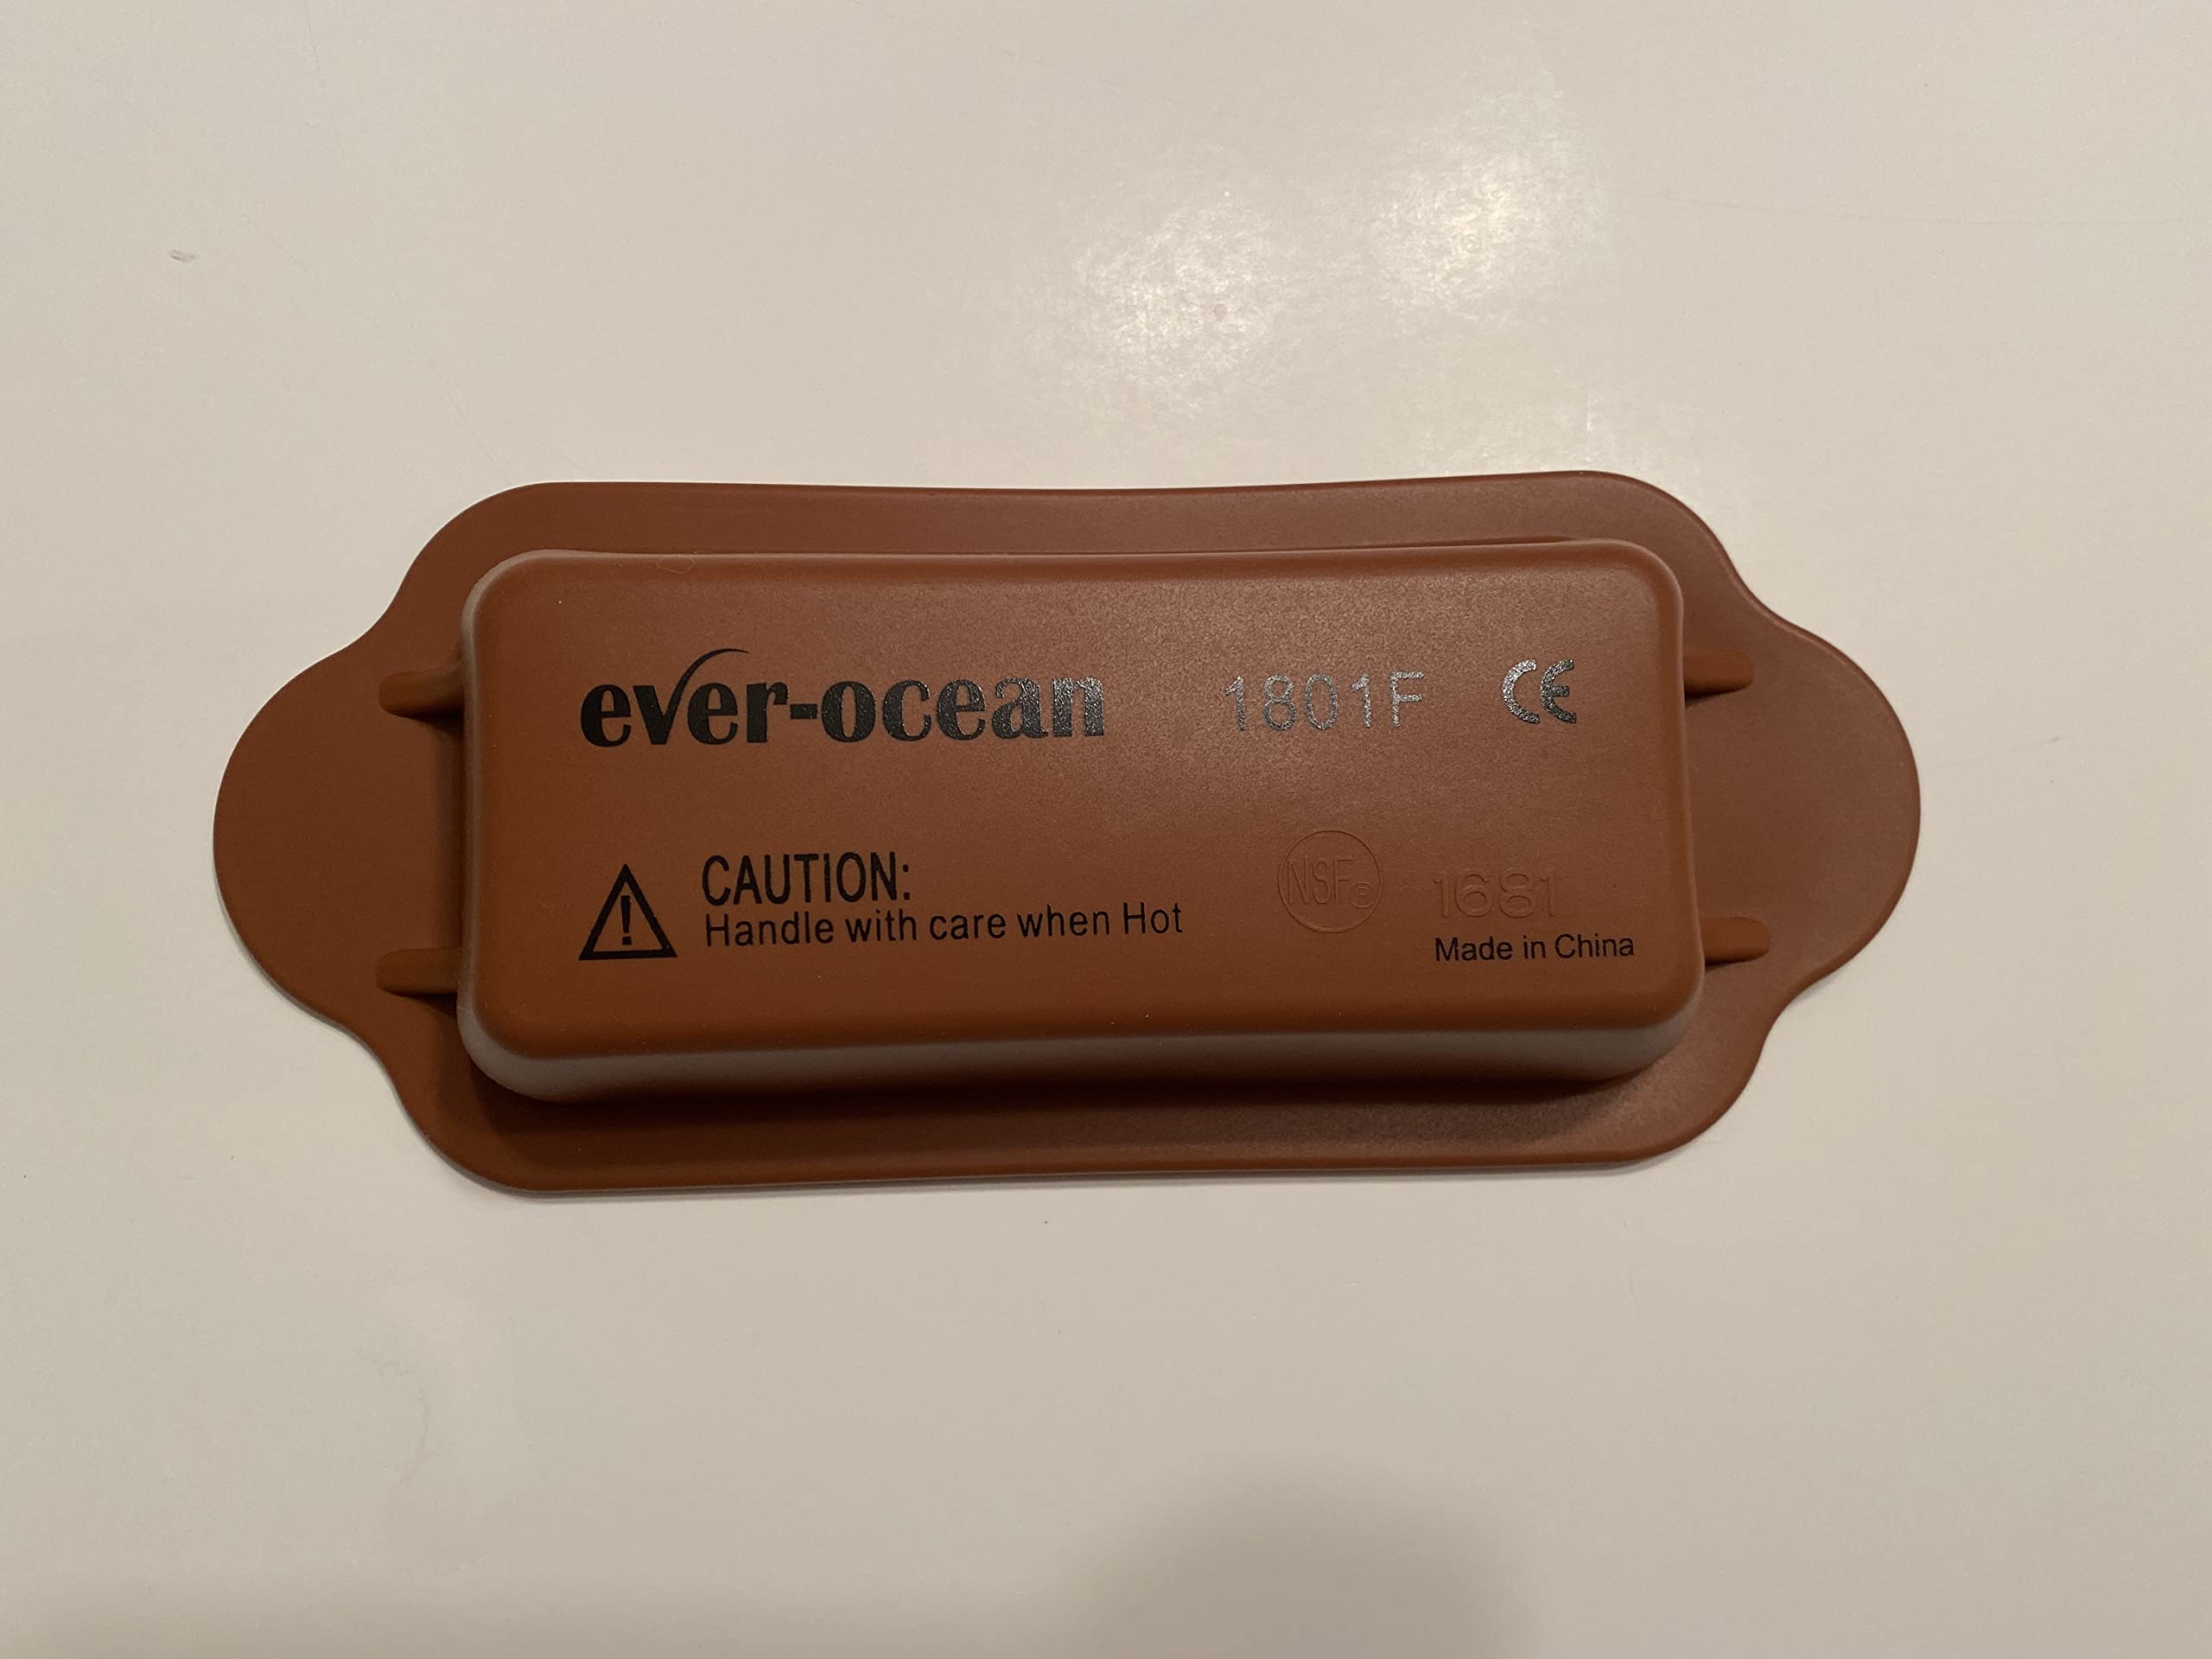 ever-ocean 1801F CE
CAUTION:
Handle with care when Hot
NSF® 1681
Made in China